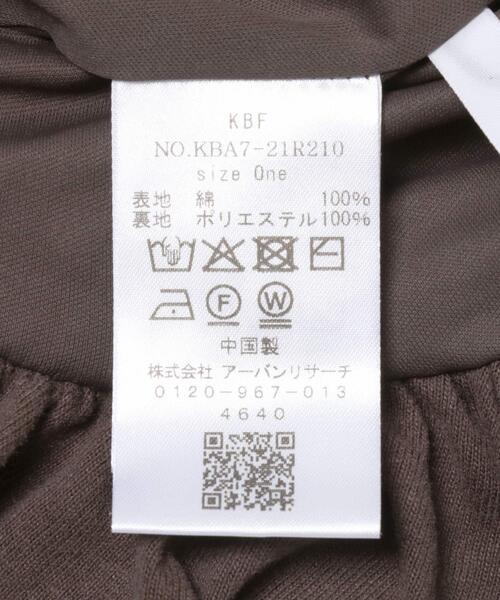 KBF
NO.KBA7-21R210
size One
表地 綿 100%
裏地 ポリエステル100%
F W
中国製
株式会社 アーバンリサーチ
0120-967-013
4640